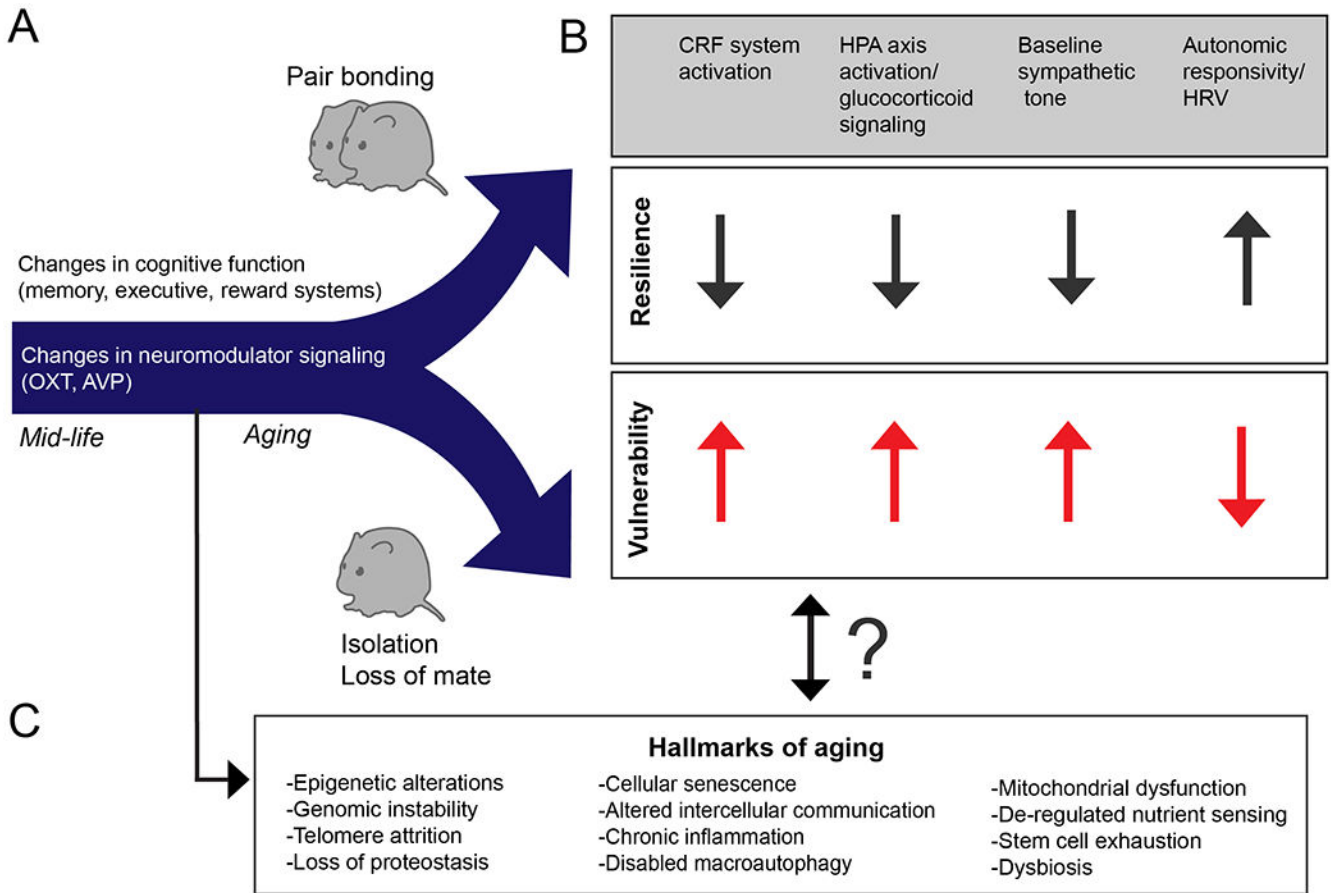 A
Pair bonding
Changes in cognitive function
(memory, executive, reward systems)
Changes in neuromodulator signaling
(OXT, AVP)
Mid-life
Aging
Isolation
Loss of mate
B
CRF system
activation
HPA axis
activation/
glucocorticoid
signaling
Baseline
sympathetic
tone
Autonomic
responsivity/
HRV
Resilience
Vulnerability
?
C
Hallmarks of aging
-Epigenetic alterations
-Genomic instability
-Telomere attrition
-Loss of proteostasis
-Cellular senescence
-Altered intercellular communication
-Chronic inflammation
-Disabled macroautophagy
-Mitochondrial dysfunction
-De-regulated nutrient sensing
-Stem cell exhaustion
-Dysbiosis